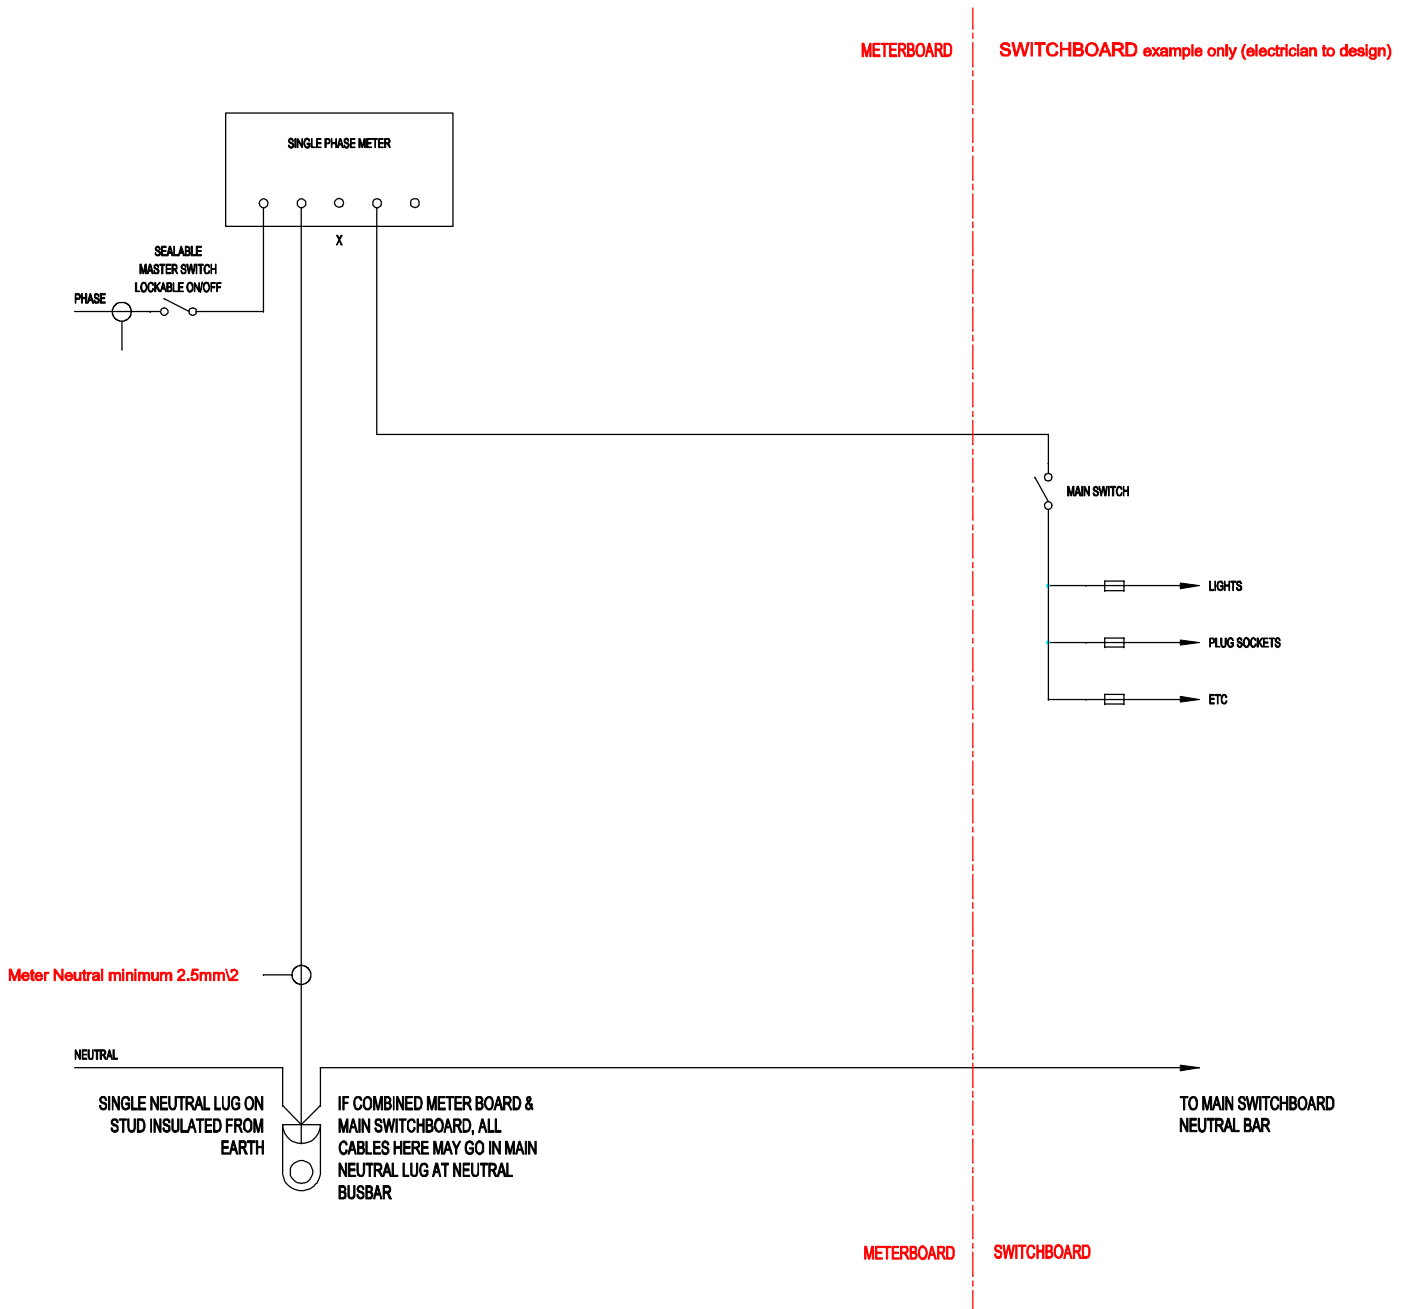 METERBOARD
SWITCHBOARD example only (electrician to design)
SINGLE PHASE METER
X
SEALABLE
MASTER SWITCH
LOCKABLE ON/OFF
PHASE
MAIN SWITCH
LIGHTS
PLUG SOCKETS
ETC
Meter Neutral minimum 2.5mm\2
NEUTRAL
SINGLE NEUTRAL LUG ON
STUD INSULATED FROM
EARTH
IF COMBINED METER BOARD &
MAIN SWITCHBOARD, ALL
CABLES HERE MAY GO IN MAIN
NEUTRAL LUG AT NEUTRAL
BUSBAR
TO MAIN SWITCHBOARD
NEUTRAL BAR
METERBOARD
SWITCHBOARD